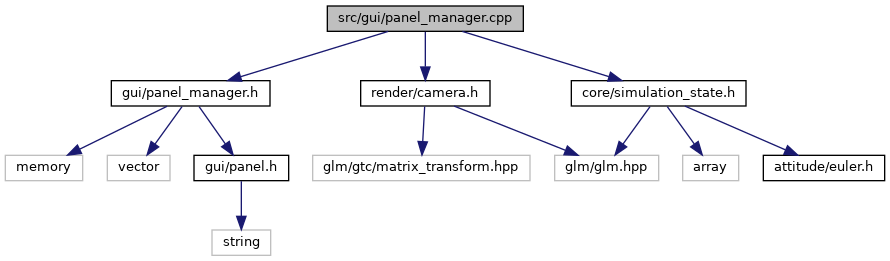 src/gui/panel_manager.cpp
gui/panel_manager.h
render/camera.h
core/simulation_state.h
memory
vector
gui/panel.h
glm/gtc/matrix_transform.hpp
glm/glm.hpp
array
attitude/euler.h
string